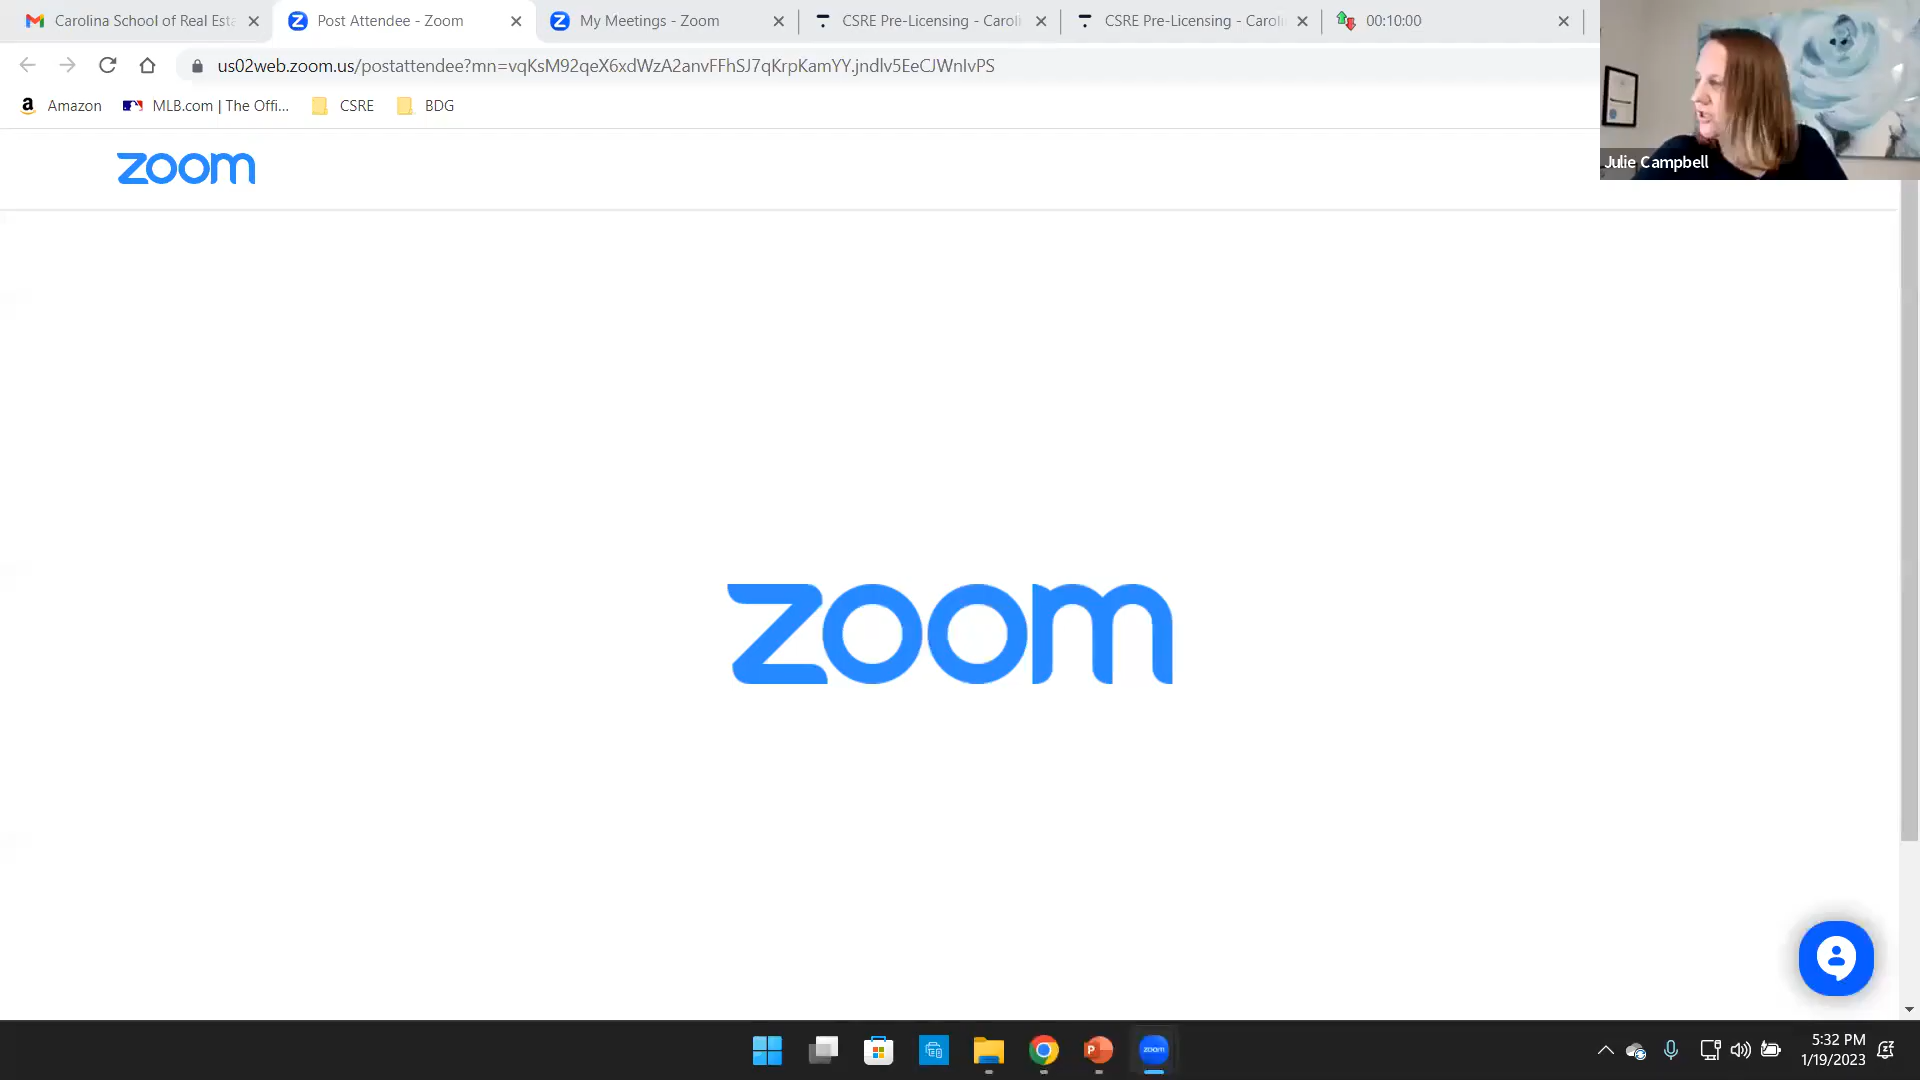 Carolina School of Real Esta
Post Attendee - Zoom
My Meetings - Zoom
CSRE Pre-Licensing - Caroli
CSRE Pre-Licensing - Caroli
00:10:00
us02web.zoom.us/postattendee?mn=vqKsM92qeX6xdWzA2anvFFhSJ7qKrpKamYY.jndlv5EeCJWnIvPS
Amazon
MLB.com | The Offi...
CSRE
BDG
zoom
Julie Campbell
zoom
zoom
5:32 PM
1/19/2023